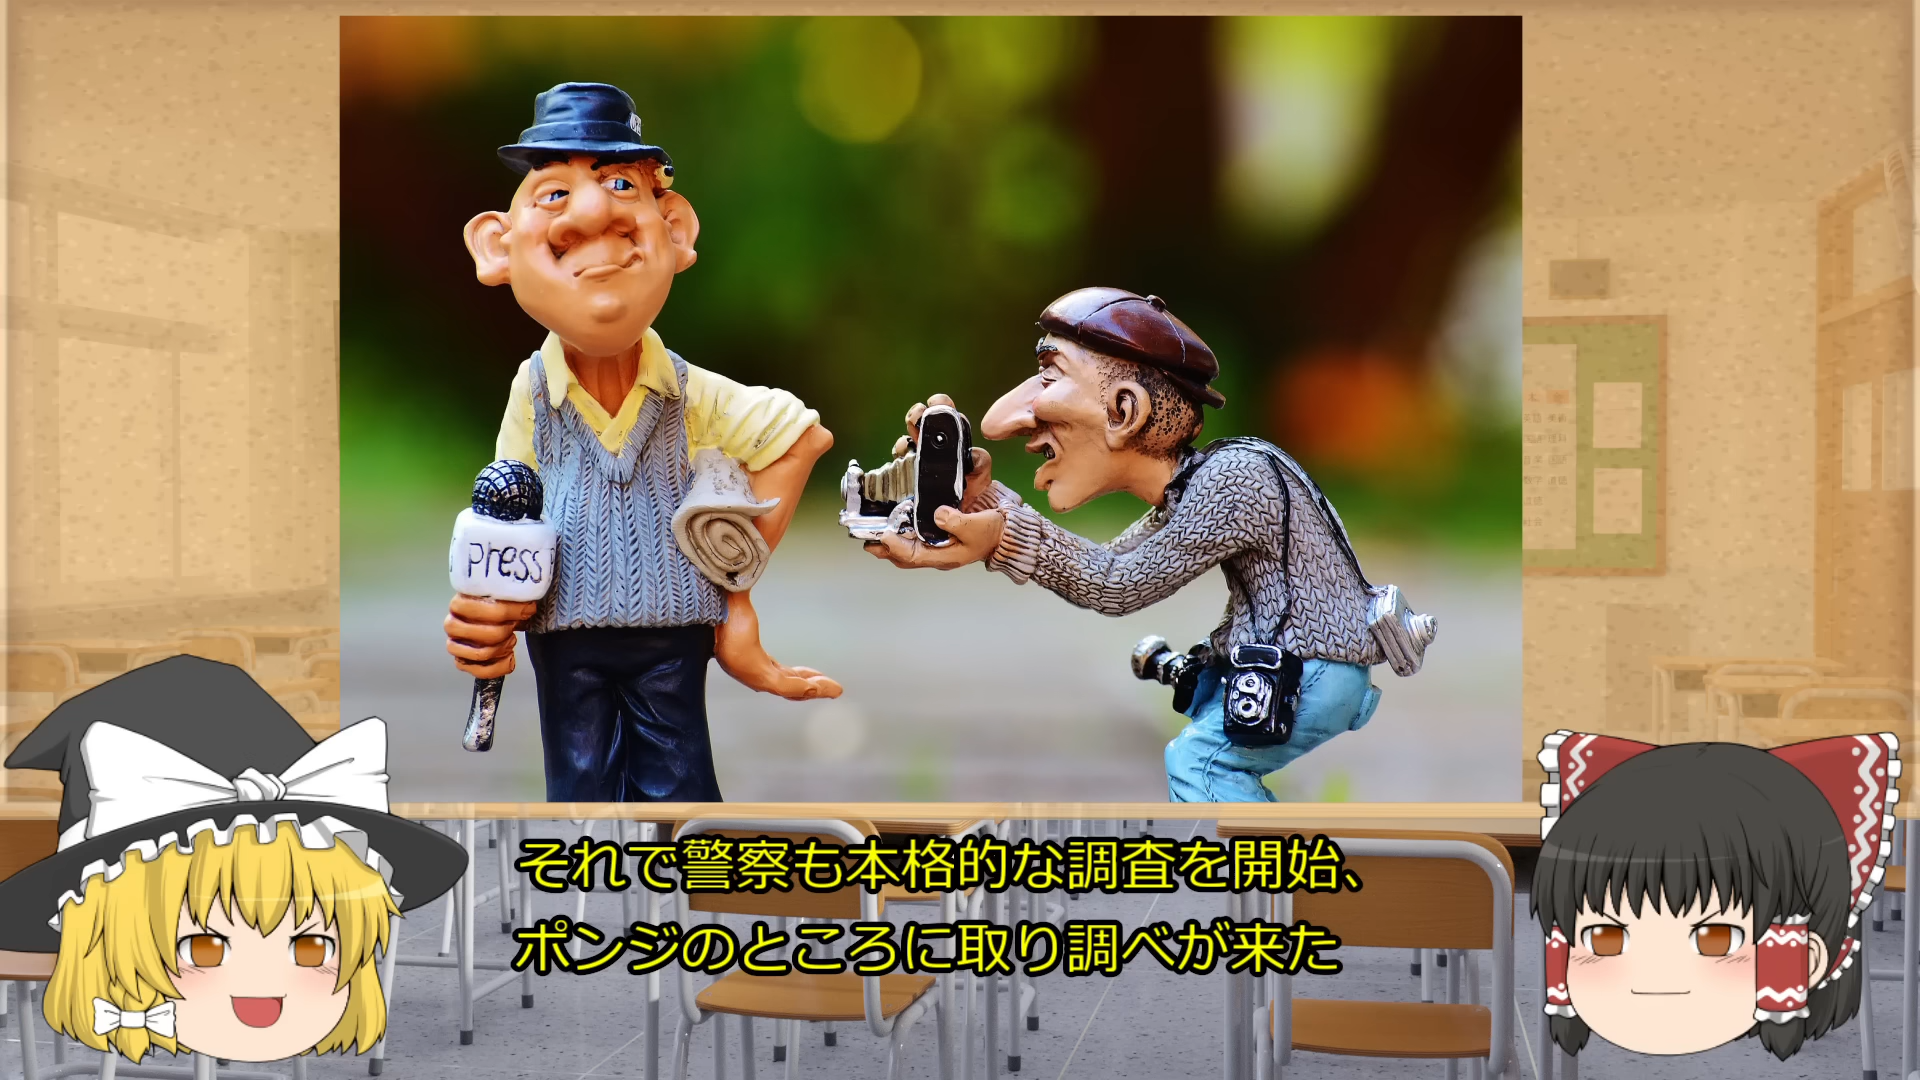 press
それで警察も本格的な調査を開始、
ポンジのところに取り調べが来た